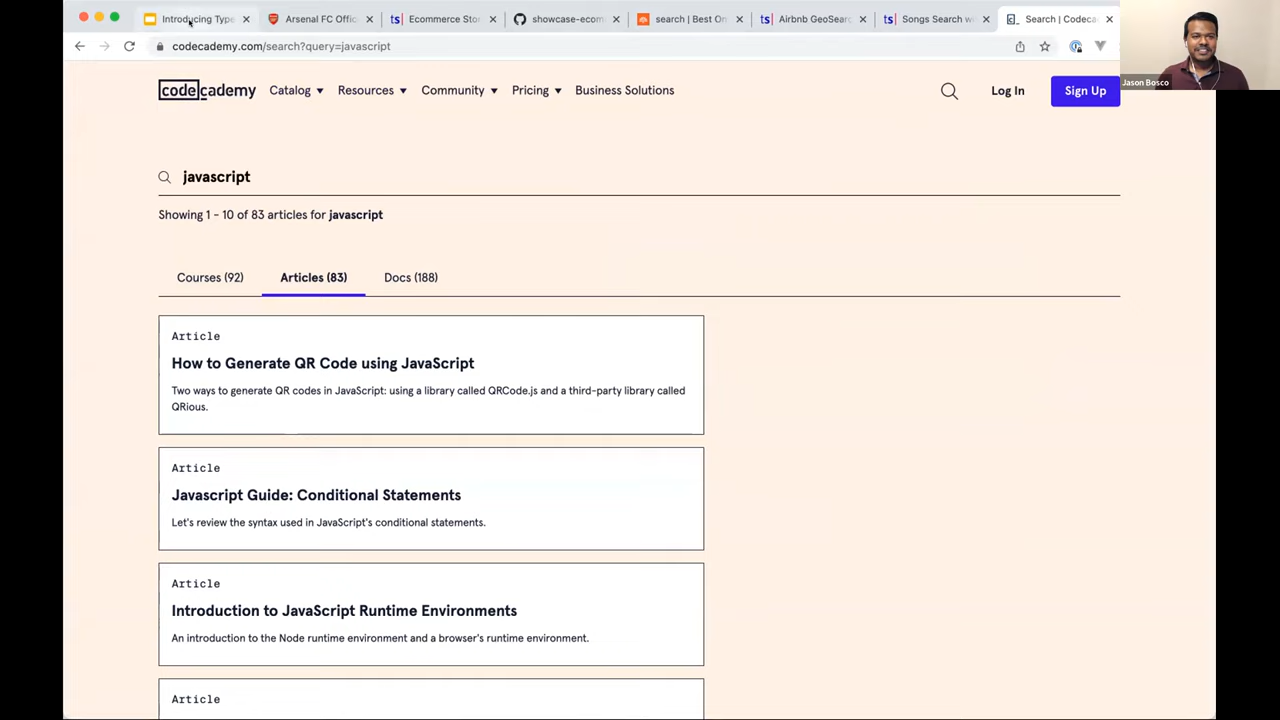 Introducing Type
Arsenal FC Offic
Ecommerce Stor
showcase-ecom
search | Best On
Airbnb GeoSearc
Songs Search wi
Search | Codeca
codecademy.com/search?query=javascript
Jason Bosco
codecademy
Catalog
Resources
Community
Pricing
Business Solutions
Log In
Sign Up
javascript
Showing 1 - 10 of 83 articles for javascript
Courses (92)
Articles (83)
Docs (188)
Article
How to Generate QR Code using JavaScript
Two ways to generate QR codes in JavaScript: using a library called QRCode.js and a third-party library called
QRious.
Article
Javascript Guide: Conditional Statements
Let's review the syntax used in JavaScript's conditional statements.
Article
Introduction to JavaScript Runtime Environments
An introduction to the Node runtime environment and a browser's runtime environment.
Article